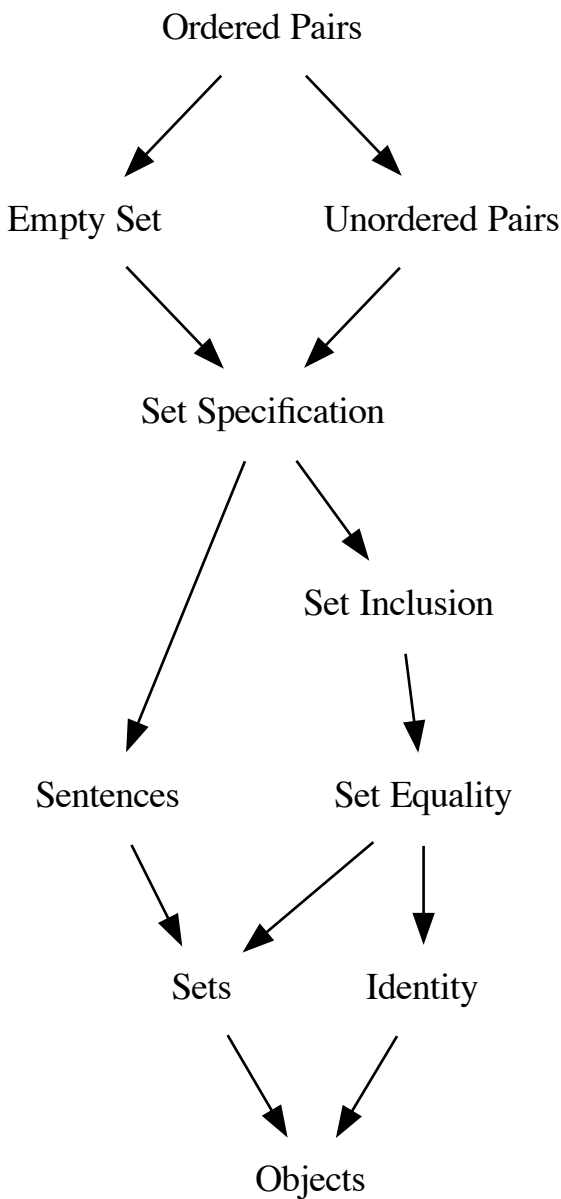 Ordered Pairs
Empty Set
Unordered Pairs
Set Specification
Set Inclusion
Sentences
Set Equality
Sets
Identity
Objects